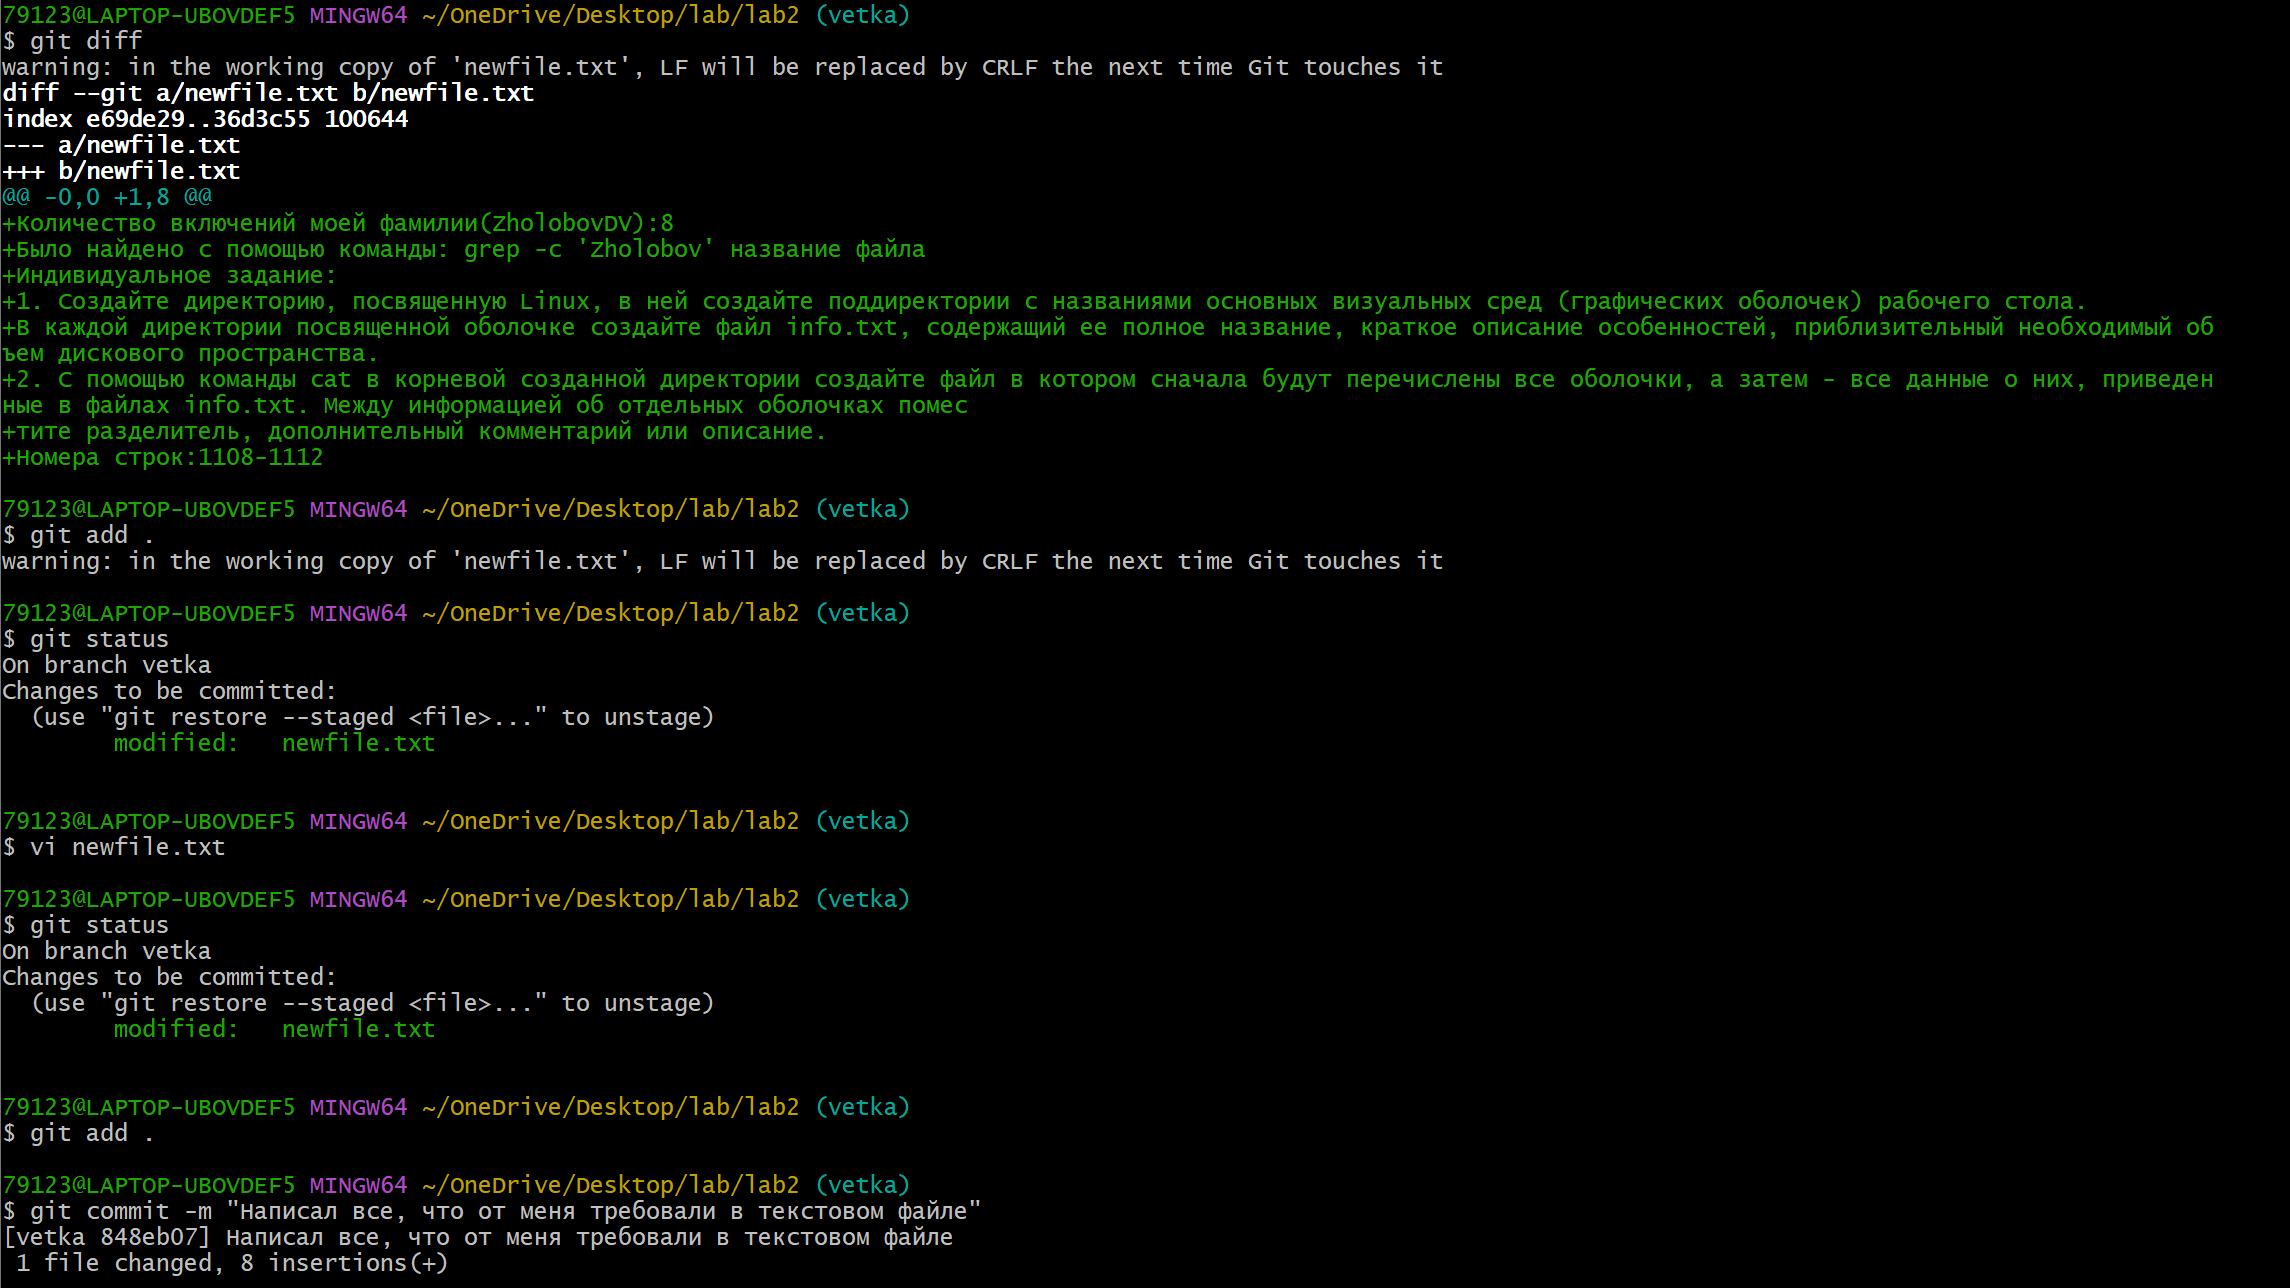 79123@LAPTOP-UBOVDEF5 MINGW64 ~/OneDrive/Desktop/lab/lab2 (vetka)
$ git diff
warning: in the working copy of 'newfile.txt', LF will be replaced by CRLF the next time Git touches it
diff --git a/newfile.txt b/newfile.txt
index e69de29..36d3c55 100644
--- a/newfile.txt
+++ b/newfile.txt
@@ -0,0 +1,8 @@
+Количество включений моей фамилии(ZholobovDV):8
+Было найдено с помощью команды: grep -c 'Zholobov' название файла
+Индивидуальное задание:
+1. Создайте директорию, посвященную Linux, в ней создайте поддиректории с названиями основных визуальных сред (графических оболочек) рабочего стола.
+В каждой директории посвященной оболочке создайте файл info.txt, содержащий ее полное название, краткое описание особенностей, приблизительный необходимый об
ъем дискового пространства.
+2. С помощью команды cat в корневой созданной директории создайте файл в котором сначала будут перечислены все оболочки, а затем - все данные о них, приведен
ные в файлах info.txt. Между информацией об отдельных оболочках помес
+тите разделитель, дополнительный комментарий или описание.
+Номера строк:1108-1112
79123@LAPTOP-UBOVDEF5 MINGW64 ~/OneDrive/Desktop/lab/lab2 (vetka)
$ git add .
warning: in the working copy of 'newfile.txt', LF will be replaced by CRLF the next time Git touches it
79123@LAPTOP-UBOVDEF5 MINGW64 ~/OneDrive/Desktop/lab/lab2 (vetka)
$ git status
On branch vetka
Changes to be committed:
  (use "git restore --staged <file>..." to unstage)
        modified:   newfile.txt
79123@LAPTOP-UBOVDEF5 MINGW64 ~/OneDrive/Desktop/lab/lab2 (vetka)
$ vi newfile.txt
79123@LAPTOP-UBOVDEF5 MINGW64 ~/OneDrive/Desktop/lab/lab2 (vetka)
$ git status
On branch vetka
Changes to be committed:
  (use "git restore --staged <file>..." to unstage)
        modified:   newfile.txt
79123@LAPTOP-UBOVDEF5 MINGW64 ~/OneDrive/Desktop/lab/lab2 (vetka)
$ git add .
79123@LAPTOP-UBOVDEF5 MINGW64 ~/OneDrive/Desktop/lab/lab2 (vetka)
$ git commit -m "Написал все, что от меня требовали в текстовом файле"
[vetka 848eb07] Написал все, что от меня требовали в текстовом файле
 1 file changed, 8 insertions(+)